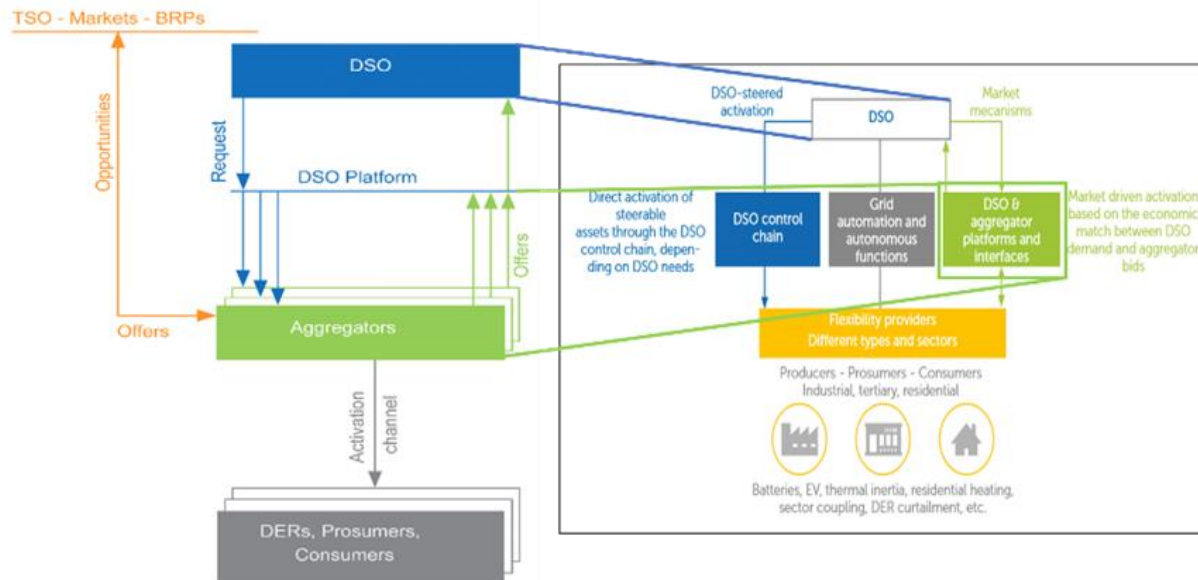 TSO - Markets - BRPs
Opportunities
Offers
DSO
Request
DSO Platform
Offers
Aggregators
Activation
channel
DERs, Prosumers,
Consumers
DSO-steered
activation
Market
mecanisms
DSO
Direct activation of
steerable
assets through the DSO
control chain, depen-
ding on DSO needs
DSO control
chain
Grid
automation and
autonomous
functions
DSO &
aggregator
platforms and
interfaces
Market driven activation
based on the economic
match between DSO
demand and aggregator
bids
Flexibility providers
Different types and sectors
Producers - Prosumers - Consumers
Industrial, tertiary, residential
Batteries, EV, thermal inertia, residential heating,
sector coupling, DER curtailment, etc.